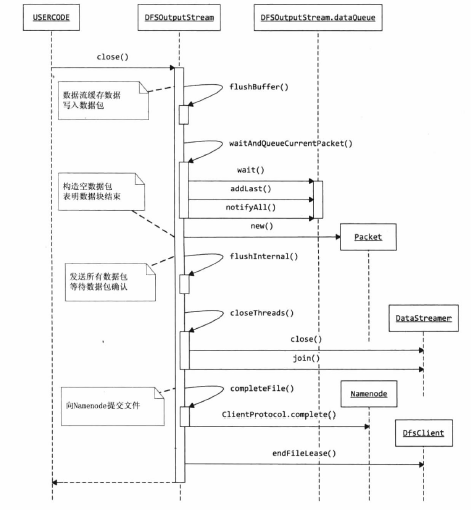 USERCODE
DFSOutputStream
DFSOutputStream.dataQueue
close()
数据流缓存数据
写入数据包
flushBuffer()
waitAndQueueCurrentPacket()
wait()
构造空数据包
表明数据块结束
addLast()
notifyAll()
new()
Packet
flushInternal()
发送所有数据包
等待数据包确认
closeThreads()
DataStreamer
close()
join()
completeFile()
Namenode
向Namenode提交文件
ClientProtocol.complete()
DfsClient
endFileLease()